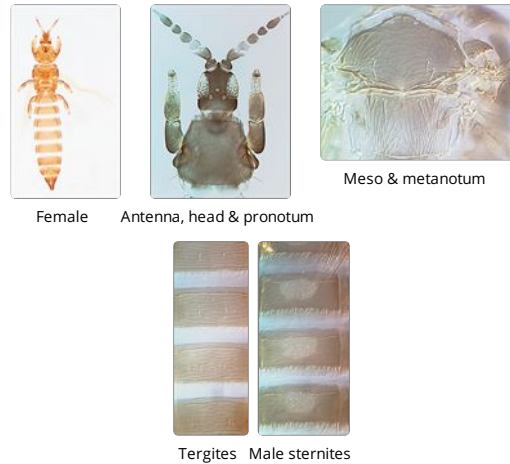 Female
Antenna, head & pronotum
Meso & metanotum
Tergites
Male sternites